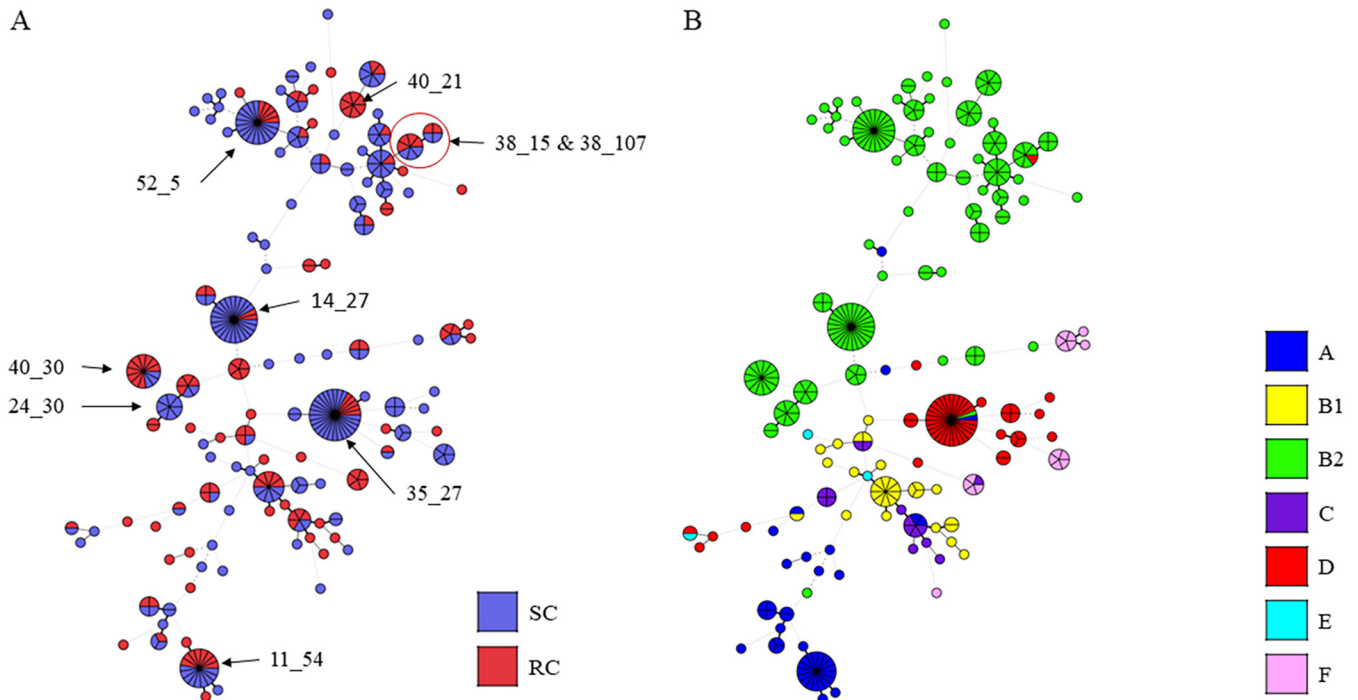 A
B
40_21
38_15 & 38_107
52_5
14_27
40_30
24_30
35_27
11_54
SC
RC
A
B1
B2
C
D
E
F